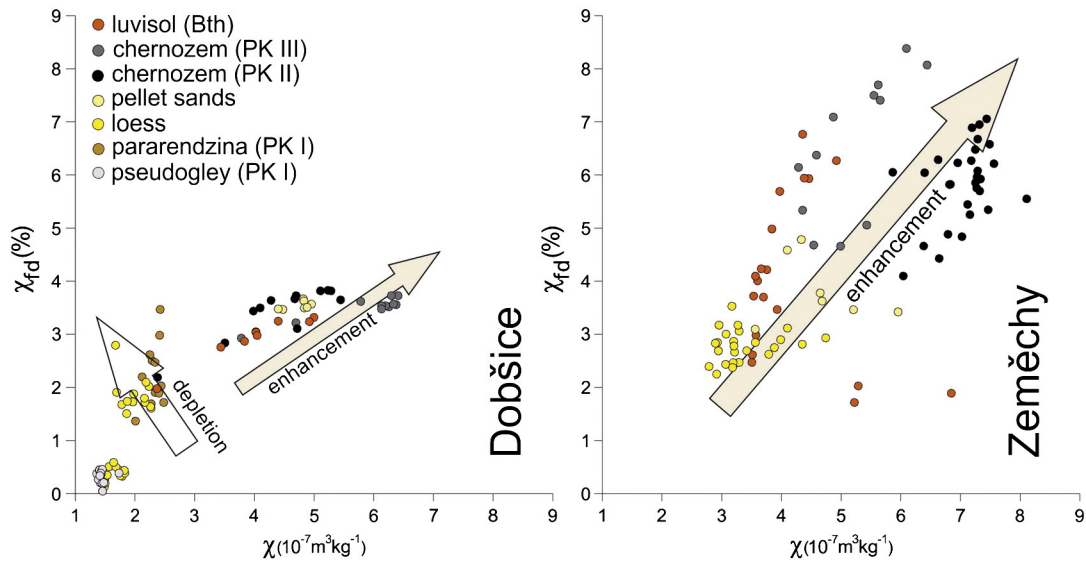 luvisol (Bth)
chernozem (PK III)
chernozem (PK II)
pellet sands
loess
pararendzina (PK I)
pseudogley (PK I)
9
8
7
6
5
4
3
2
1
0
χfd(%)
depletion
enhancement
Dobšice
1 2 3 4 5 6 7 8 9
χ(10⁻⁷m³kg⁻¹)
9
8
7
6
5
4
3
2
1
0
χfd(%)
enhancement
Zeměchy
1 2 3 4 5 6 7 8 9
χ(10⁻⁷m³kg⁻¹)